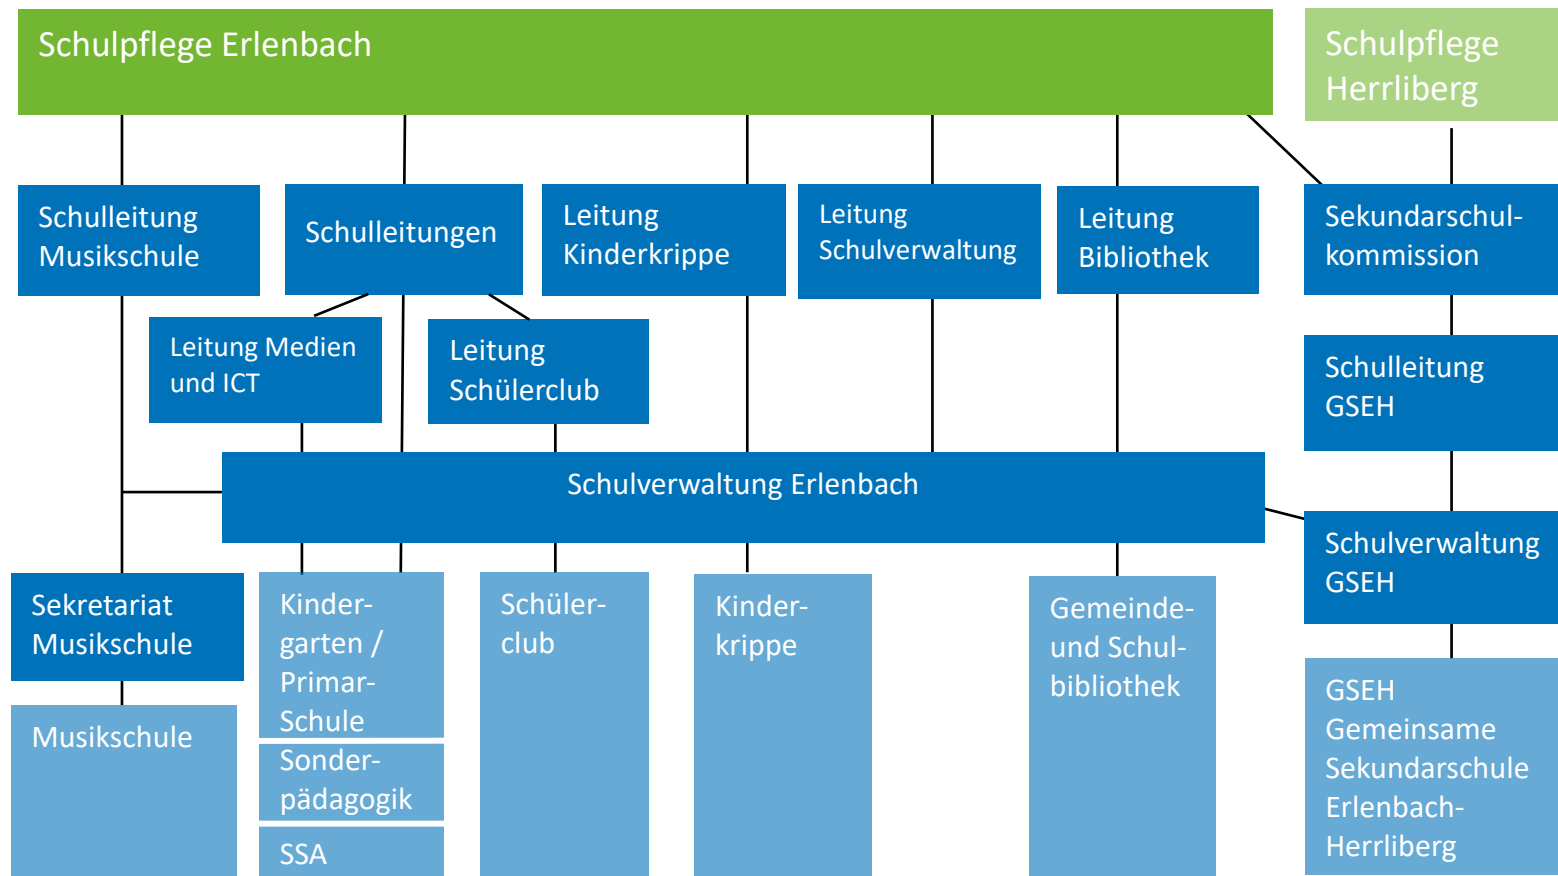 Schulpflege Erlenbach
Schulpflege
Herrliberg
Schulleitung
Musikschule
Schulleitungen
Leitung
Kinderkrippe
Leitung
Schulverwaltung
Leitung
Bibliothek
Sekundarschul-
kommission
Leitung Medien
und ICT
Leitung
Schülerclub
Schulleitung
GSEH
Schulverwaltung Erlenbach
Schulverwaltung
GSEH
Sekretariat
Musikschule
Kinder-
garten /
Primar-
Schule
Schüler-
club
Kinder-
krippe
Gemeinde-
und Schul-
bibliothek
Musikschule
Sonder-
pädagogik
SSA
GSEH
Gemeinsame
Sekundarschule
Erlenbach-
Herrliberg